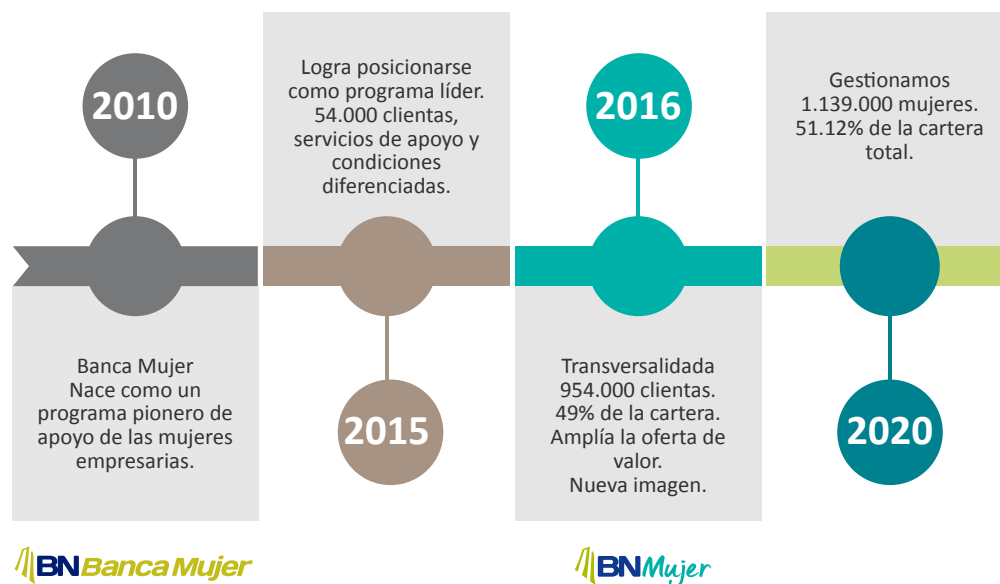 2010
Banca Mujer
Nace como un
programa pionero de
apoyo de las mujeres
empresarias.
Logra posicionarse
como programa líder.
54.000 clientas,
servicios de apoyo y
condiciones
diferenciadas.
2015
2016
Transversalidada
954.000 clientas.
49% de la cartera.
Amplía la oferta de
valor.
Nueva imagen.
Gestionamos
1.139.000 mujeres.
51.12% de la cartera
total.
2020
BN Banca Mujer
BN Mujer